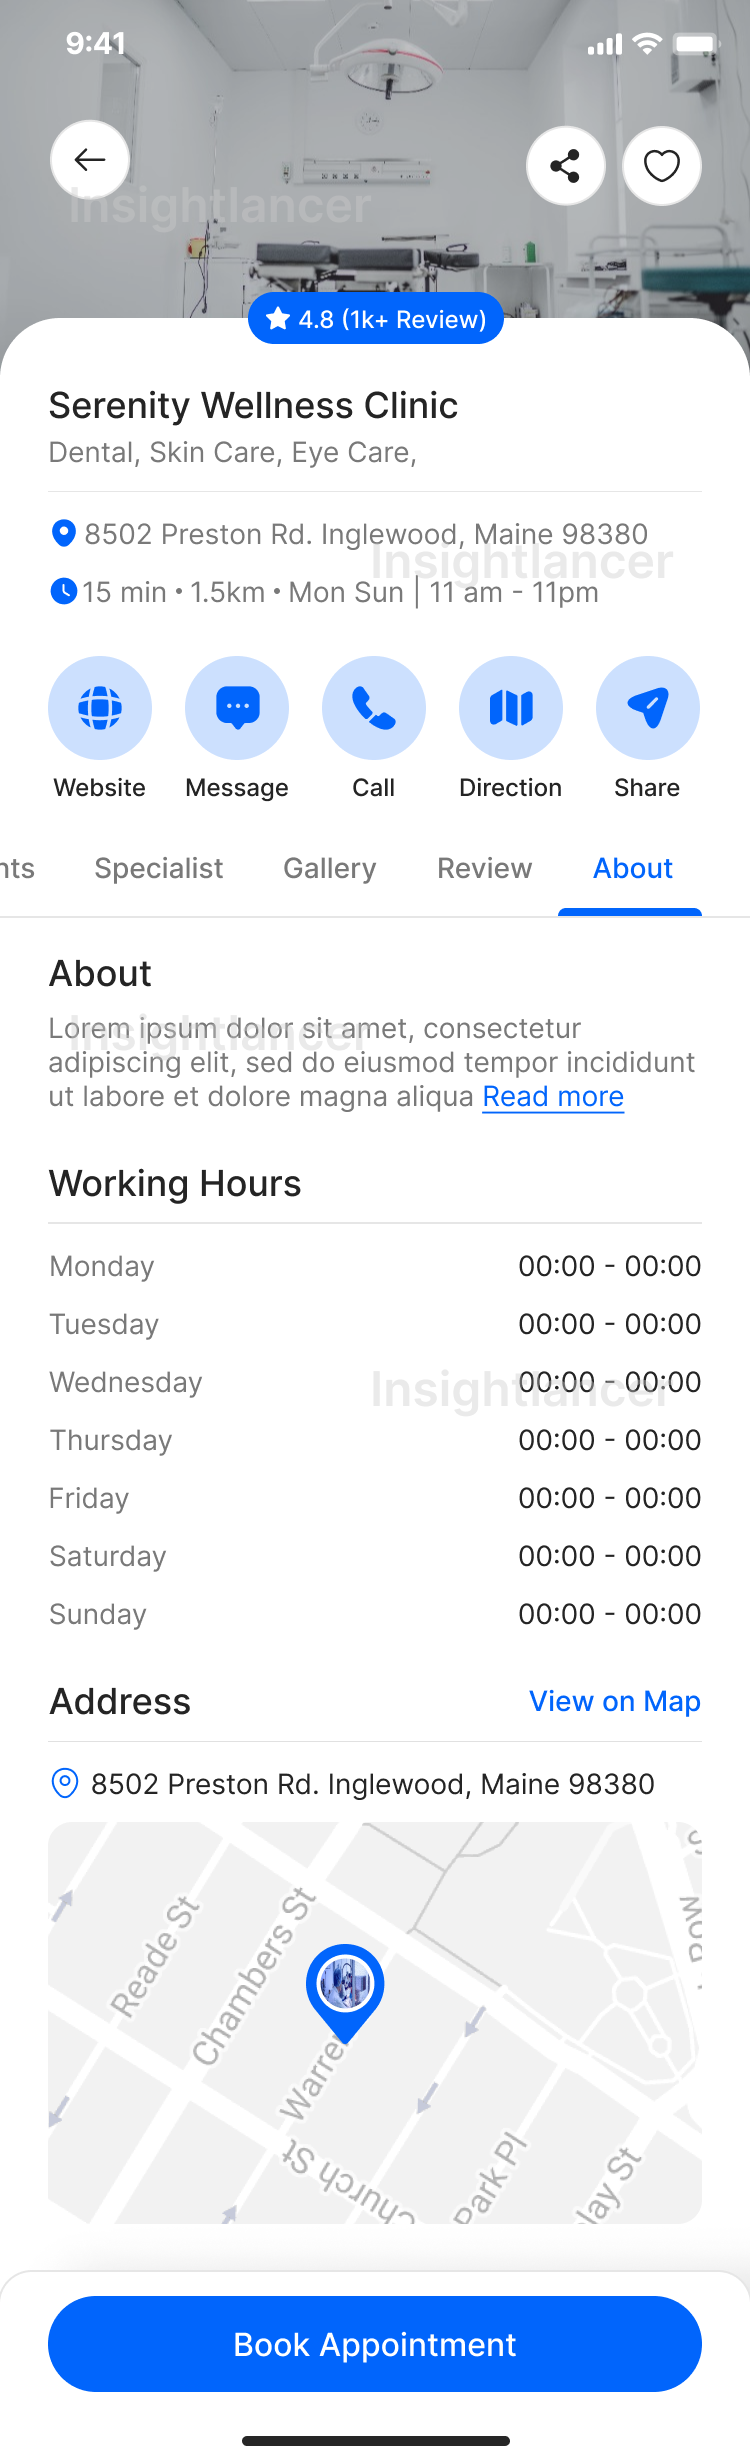 9:41
Insightlancer
4.8 (1k+ Review)
Serenity Wellness Clinic
Dental, Skin Care, Eye Care,
8502 Preston Rd. Inglewood, Maine 98380
Insightlancer
15 min • 1.5km • Mon Sun | 11 am - 11pm
Website Message Call Direction Share
nts Specialist Gallery Review About
About
Insightlancer
Lorem ipsum dolor sit amet, consectetur
adipiscing elit, sed do eiusmod tempor incididunt
ut labore et dolore magna aliqua Read more
Working Hours
Monday 00:00 - 00:00
Tuesday 00:00 - 00:00
Wednesday 00:00 - 00:00
Insightlancer
Thursday 00:00 - 00:00
Friday 00:00 - 00:00
Saturday 00:00 - 00:00
Sunday 00:00 - 00:00
Address View on Map
8502 Preston Rd. Inglewood, Maine 98380
Reade St
Chambers St
Warre
Church St
Park Pl
lay St
Book Appointment